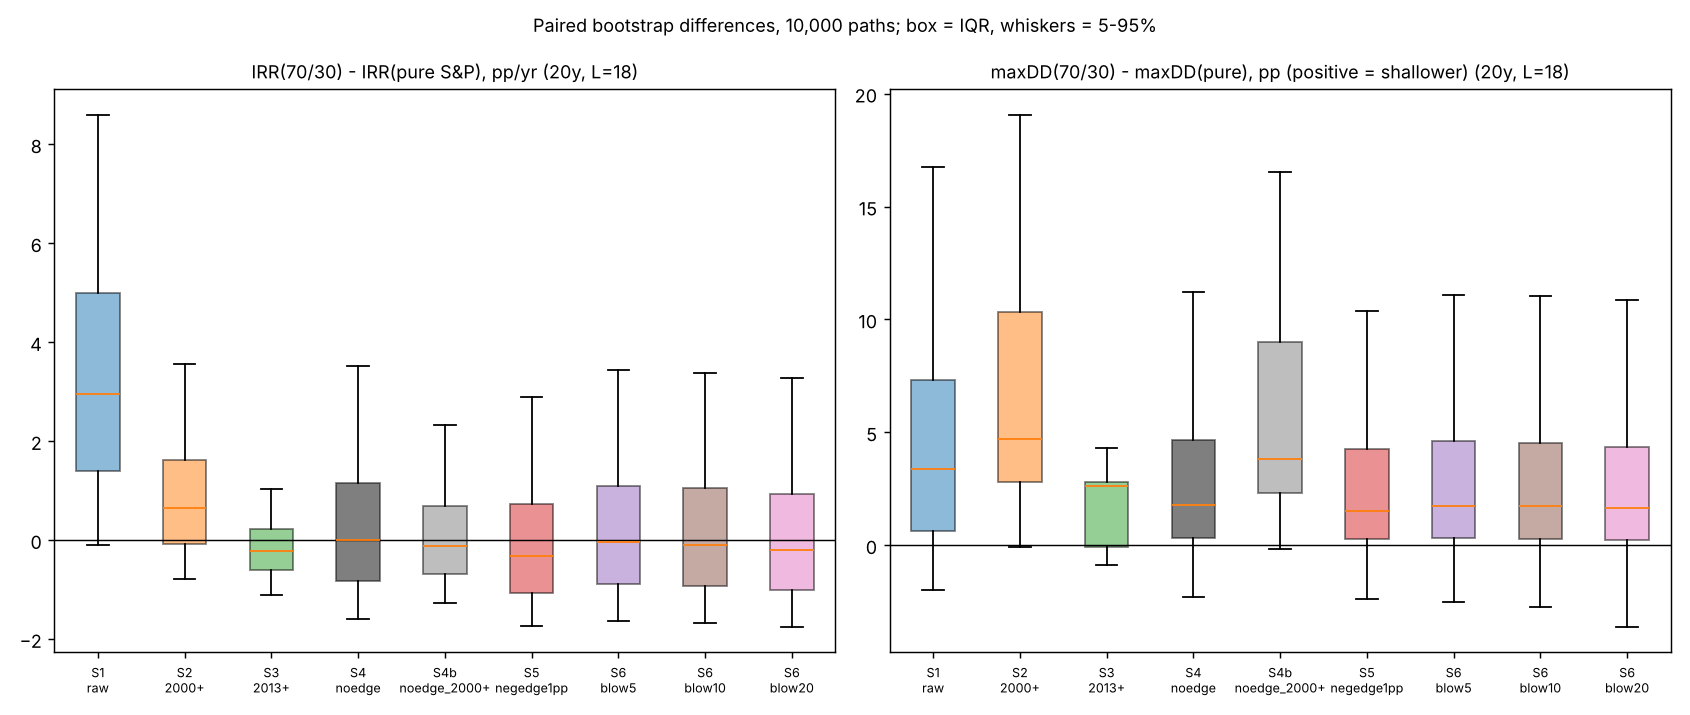 Paired bootstrap differences, 10,000 paths; box = IQR, whiskers = 5-95%
IRR(70/30) - IRR(pure S&P), pp/yr (20y, L=18)
8
6
4
2
0
−2
S1
raw
S2
2000+
S3
2013+
S4
noedge
S4b
noedge_2000+
S5
negedge1pp
S6
blow5
S6
blow10
S6
blow20
maxDD(70/30) - maxDD(pure), pp (positive = shallower) (20y, L=18)
20
15
10
5
0
S1
raw
S2
2000+
S3
2013+
S4
noedge
S4b
noedge_2000+
S5
negedge1pp
S6
blow5
S6
blow10
S6
blow20